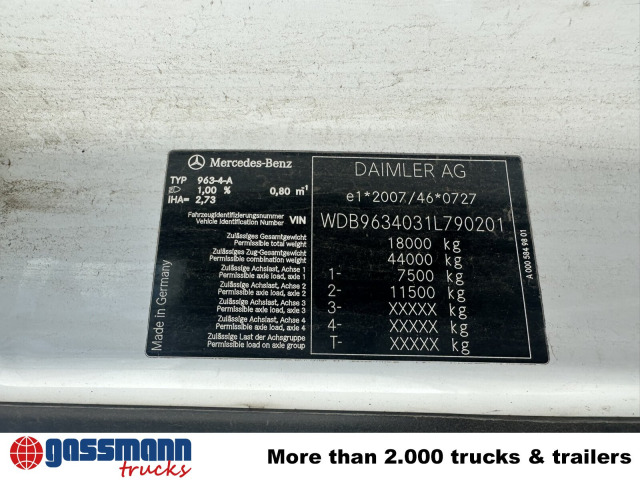 Mercedes-Benz
TYP 963-4-A
1,00 % 0,80 m⁻¹
IHA= 2,73
Fahrzeugidentifizierungsnummer
Vehicle Identification Number VIN
Zulässiges Gesamtgewicht
Permissible total weight
Zulässiges Zug-Gesamtgewicht
Permissible combination weight
Zulässige Achslast, Achse 1
Permissible axle load, axle 1
Zulässige Achslast, Achse 2
Permissible axle load, axle 2
Zulässige Achslast, Achse 3
Permissible axle load, axle 3
Zulässige Achslast, Achse 4
Permissible axle load, axle 4
Zulässige Last der Achsgruppe
Permissible load on axle group
Made in Germany
DAIMLER AG
e1*2007/46*0727
WDB9634031L790201
18000 kg
44000 kg
1- 7500 kg
2- 11500 kg
3- XXXXX kg
4- XXXXX kg
T- XXXXX kg
A 000 584 98 01
gassmann
trucks
More than 2.000 trucks & trailers